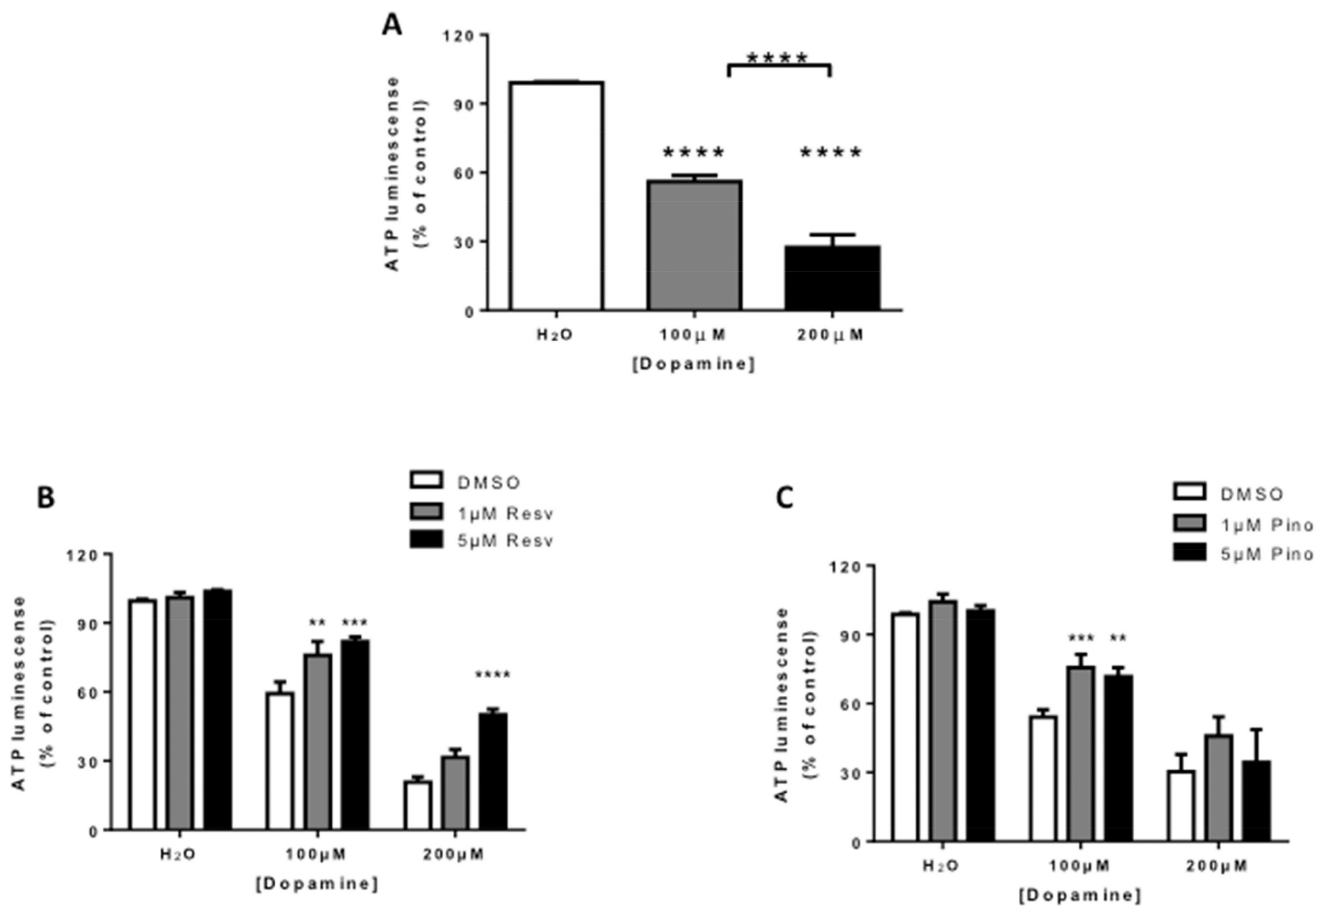 A
120
90
60
30
0
ATP luminescense
(% of control)
****
****
****
H₂O
100μM
200μM
[Dopamine]
B
DMSO
1μM Resv
5μM Resv
120
90
60
30
0
ATP luminescense
(% of control)
**
***
****
H₂O
100μM
200μM
[Dopamine]
C
DMSO
1μM Pino
5μM Pino
120
90
60
30
0
ATP luminescense
(% of control)
***
**
H₂O
100μM
200μM
[Dopamine]